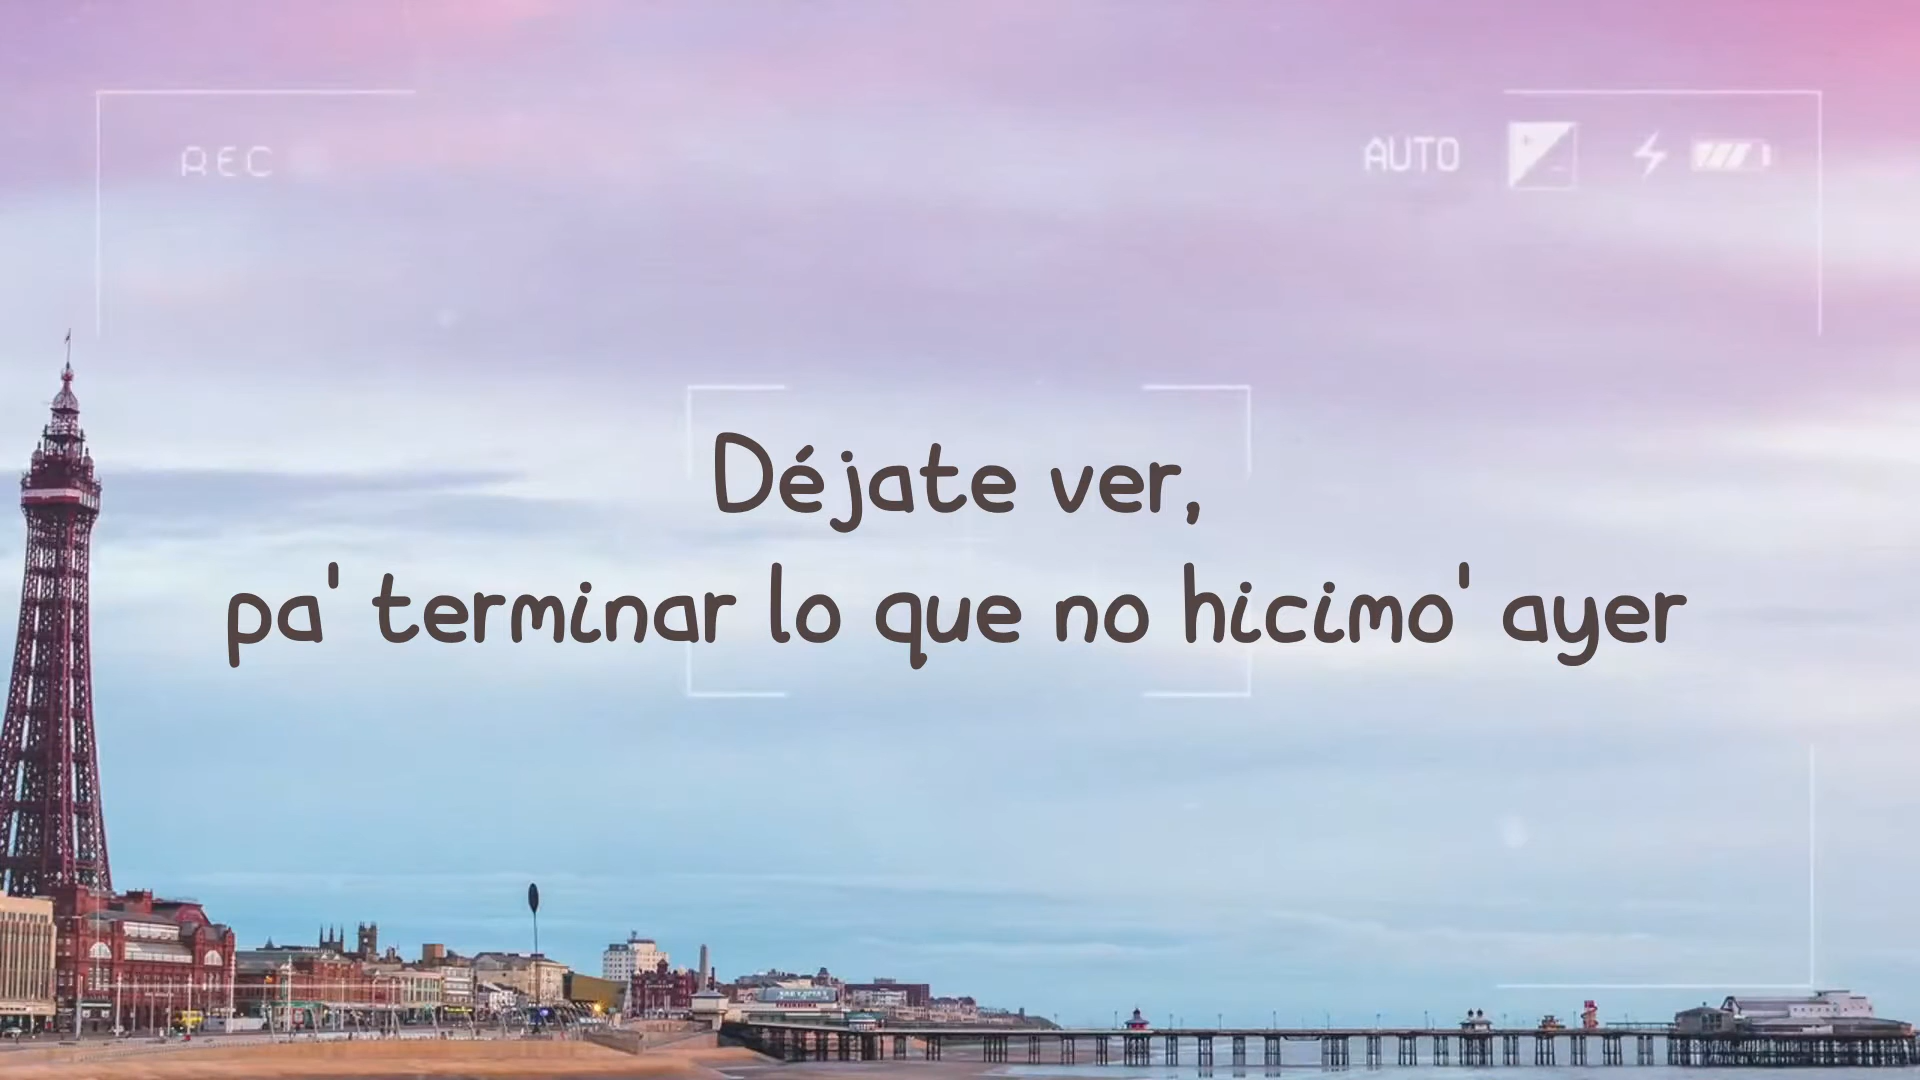 REC
AUTO
Déjate ver,
pa' terminar lo que no hicimo' ayer